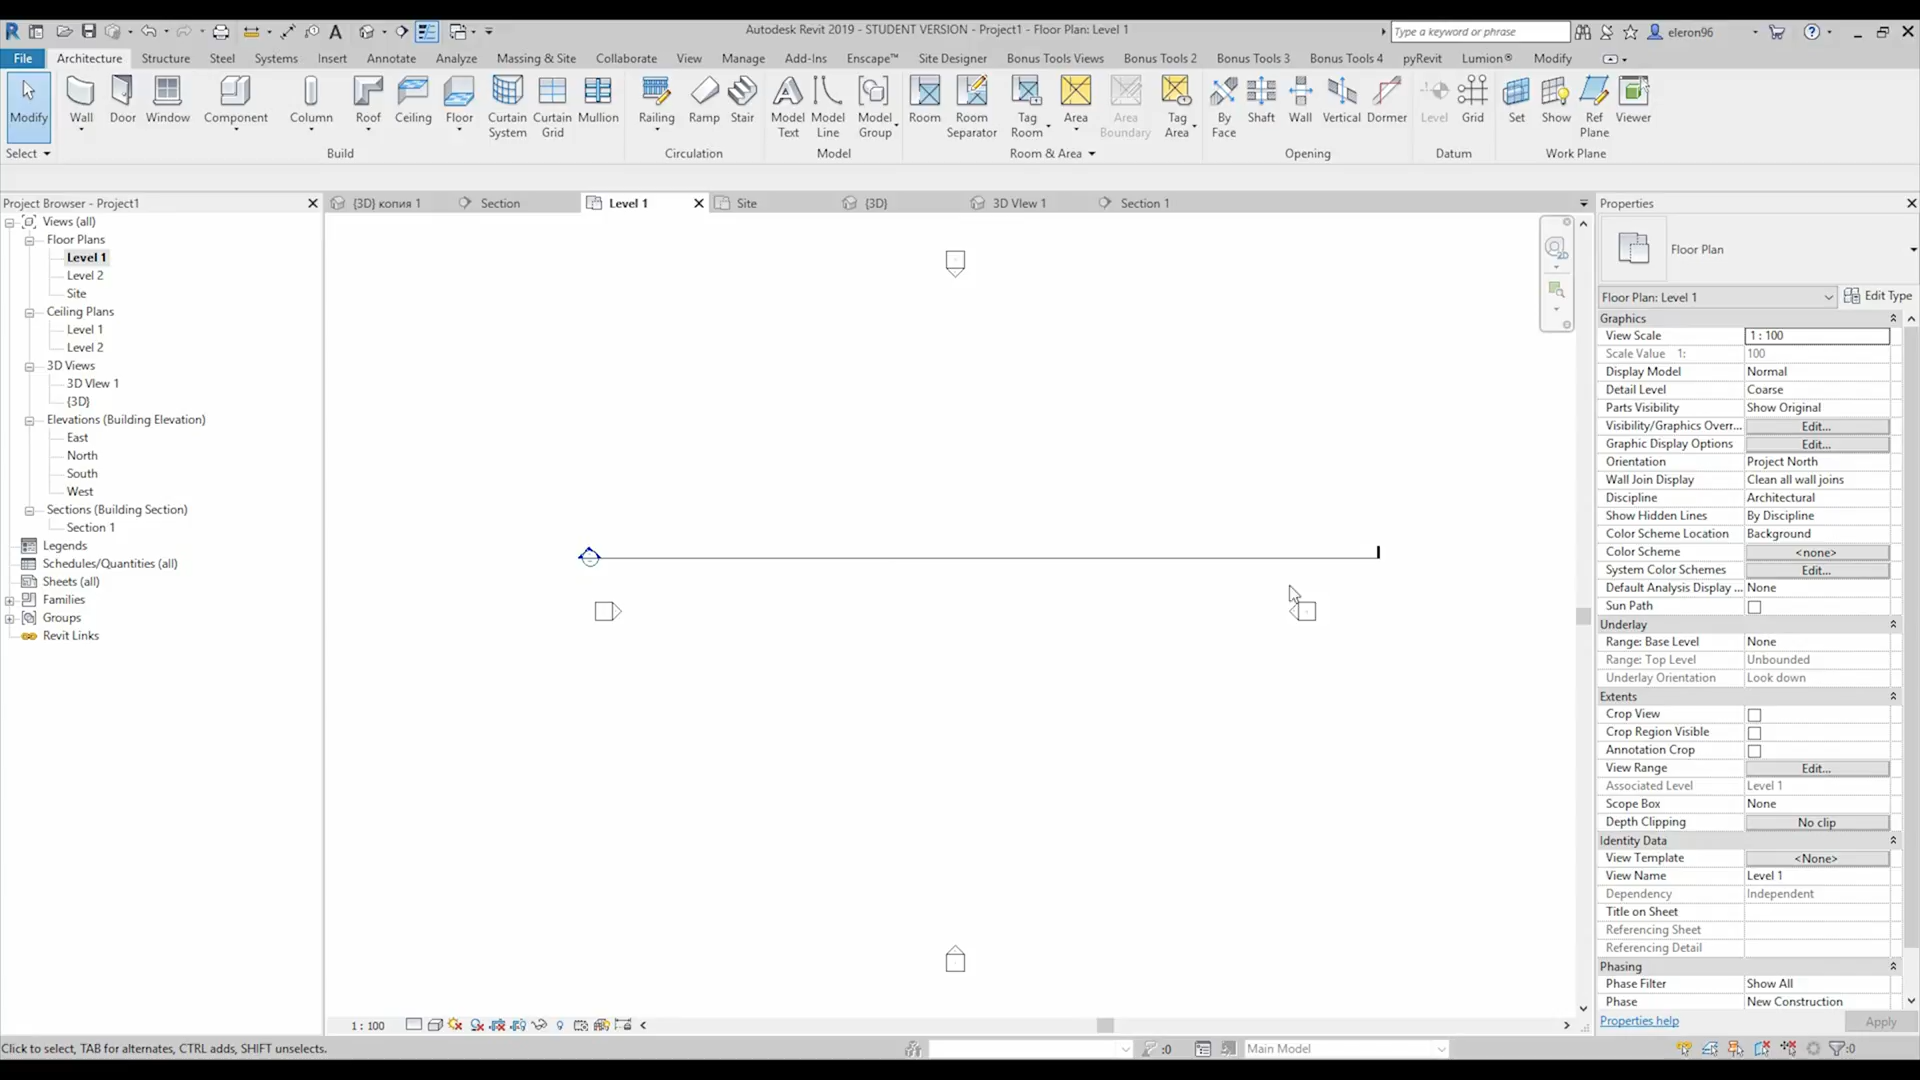 Autodesk Revit 2019 - STUDENT VERSION - Project1 - Floor Plan: Level 1
Type a keyword or phrase
eleron96
File Architecture Structure Steel Systems Insert Annotate Analyze Massing & Site Collaborate View Manage Add-Ins Enscape™ Site Designer Bonus Tools Views Bonus Tools 2 Bonus Tools 3 Bonus Tools 4 pyRevit Lumion® Modify
Modify Wall Door Window Component Column Roof Ceiling Floor Curtain System Curtain Grid Mullion Railing Ramp Stair Model Text Model Line Model Group Room Room Separator Tag Room Area Area Boundary Tag Area By Face Shaft Wall Vertical Dormer Level Grid Set Show Ref Plane Viewer
Select Build Circulation Model Room & Area Opening Datum Work Plane
Project Browser - Project1
Views (all)
Floor Plans
Level 1
Level 2
Site
Ceiling Plans
Level 1
Level 2
3D Views
3D VIew 1
{3D}
Elevations (Building Elevation)
East
North
South
West
Sections (Building Section)
Section 1
Legends
Schedules/Quantities (all)
Sheets (all)
Families
Groups
Revit Links
{3D} копия 1 Section Level 1 Site {3D} 3D VIew 1 Section 1
2D
Properties
Floor Plan
Floor Plan: Level 1 Edit Type
Graphics
View Scale 1 : 100
Scale Value 1: 100
Display Model Normal
Detail Level Coarse
Parts Visibility Show Original
Visibility/Graphics Overr... Edit...
Graphic Display Options Edit...
Orientation Project North
Wall Join Display Clean all wall joins
Discipline Architectural
Show Hidden Lines By Discipline
Color Scheme Location Background
Color Scheme <none>
System Color Schemes Edit...
Default Analysis Display ... None
Sun Path
Underlay
Range: Base Level None
Range: Top Level Unbounded
Underlay Orientation Look down
Extents
Crop View
Crop Region Visible
Annotation Crop
View Range Edit...
Associated Level Level 1
Scope Box None
Depth Clipping No clip
Identity Data
View Template <None>
View Name Level 1
Dependency Independent
Title on Sheet
Referencing Sheet
Referencing Detail
Phasing
Phase Filter Show All
Phase New Construction
Properties help Apply
1 : 100
Click to select, TAB for alternates, CTRL adds, SHIFT unselects.
:0
Main Model
:0